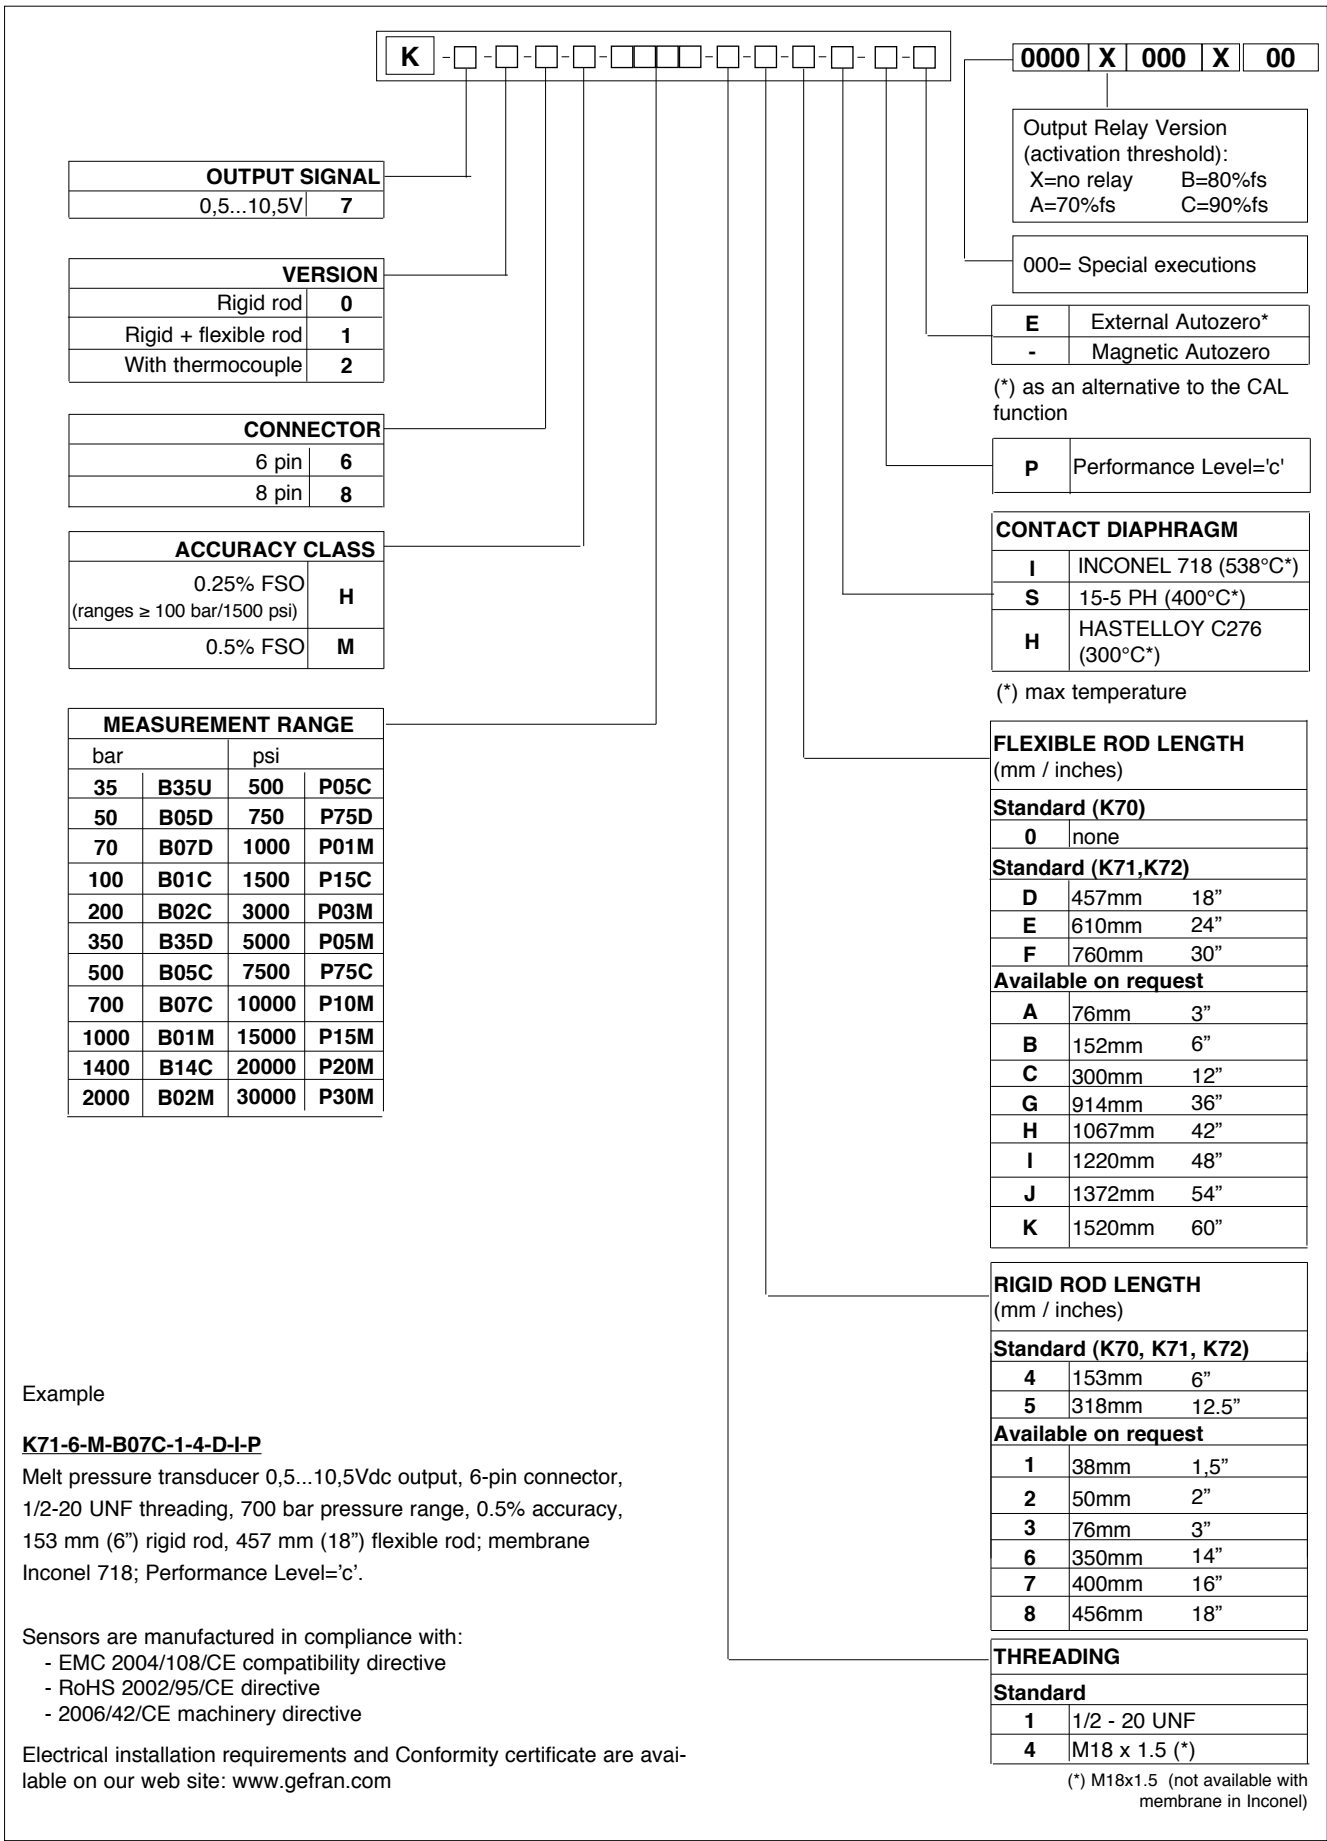 K - - - - - - - - - -
0000 X 000 X 00
Output Relay Version
(activation threshold):
X=no relay B=80%fs
A=70%fs C=90%fs
000= Special executions
OUTPUT SIGNAL
0,5...10,5V 7
VERSION
Rigid rod 0
Rigid + flexible rod 1
With thermocouple 2
CONNECTOR
6 pin 6
8 pin 8
ACCURACY CLASS
0.25% FSO
(ranges ≥ 100 bar/1500 psi) H
0.5% FSO M
MEASUREMENT RANGE
bar psi
35 B35U 500 P05C
50 B05D 750 P75D
70 B07D 1000 P01M
100 B01C 1500 P15C
200 B02C 3000 P03M
350 B35D 5000 P05M
500 B05C 7500 P75C
700 B07C 10000 P10M
1000 B01M 15000 P15M
1400 B14C 20000 P20M
2000 B02M 30000 P30M
E External Autozero*
- Magnetic Autozero
(*) as an alternative to the CAL
function
P Performance Level='c'
CONTACT DIAPHRAGM
I INCONEL 718 (538°C*)
S 15-5 PH (400°C*)
H HASTELLOY C276
(300°C*)
(*) max temperature
FLEXIBLE ROD LENGTH
(mm / inches)
Standard (K70)
0 none
Standard (K71,K72)
D 457mm 18”
E 610mm 24”
F 760mm 30”
Available on request
A 76mm 3”
B 152mm 6”
C 300mm 12”
G 914mm 36”
H 1067mm 42”
I 1220mm 48”
J 1372mm 54”
K 1520mm 60”
RIGID ROD LENGTH
(mm / inches)
Standard (K70, K71, K72)
4 153mm 6”
5 318mm 12.5”
Available on request
1 38mm 1,5”
2 50mm 2”
3 76mm 3”
6 350mm 14”
7 400mm 16”
8 456mm 18”
THREADING
Standard
1 1/2 - 20 UNF
4 M18 x 1.5 (*)
(*) M18x1.5 (not available with
membrane in Inconel)
Example
K71-6-M-B07C-1-4-D-I-P
Melt pressure transducer 0,5...10,5Vdc output, 6-pin connector,
1/2-20 UNF threading, 700 bar pressure range, 0.5% accuracy,
153 mm (6”) rigid rod, 457 mm (18”) flexible rod; membrane
Inconel 718; Performance Level=’c’.
Sensors are manufactured in compliance with:
- EMC 2004/108/CE compatibility directive
- RoHS 2002/95/CE directive
- 2006/42/CE machinery directive
Electrical installation requirements and Conformity certificate are avai-
lable on our web site: www.gefran.com